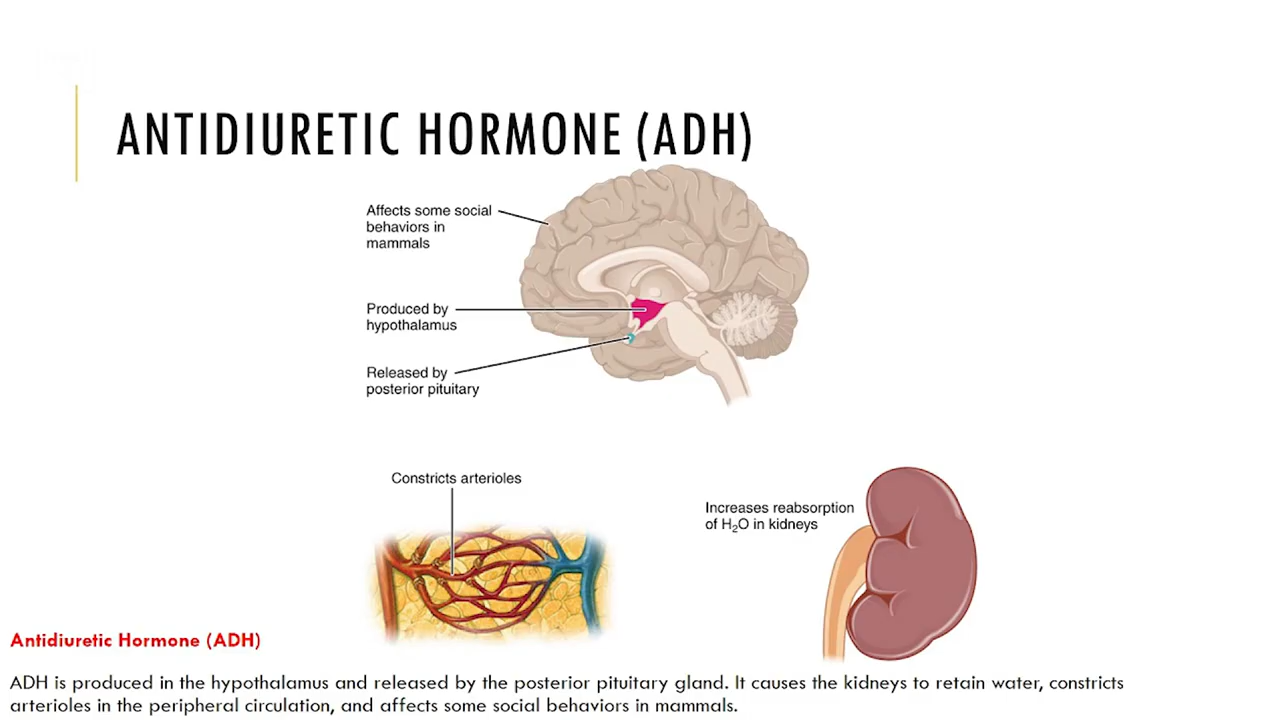 ANTIDIURETIC HORMONE (ADH)
Affects some social
behaviors in
mammals
Produced by
hypothalamus
Released by
posterior pituitary
Constricts arterioles
Increases reabsorption
of H₂O in kidneys
Antidiuretic Hormone (ADH)
ADH is produced in the hypothalamus and released by the posterior pituitary gland. It causes the kidneys to retain water, constricts
arterioles in the peripheral circulation, and affects some social behaviors in mammals.